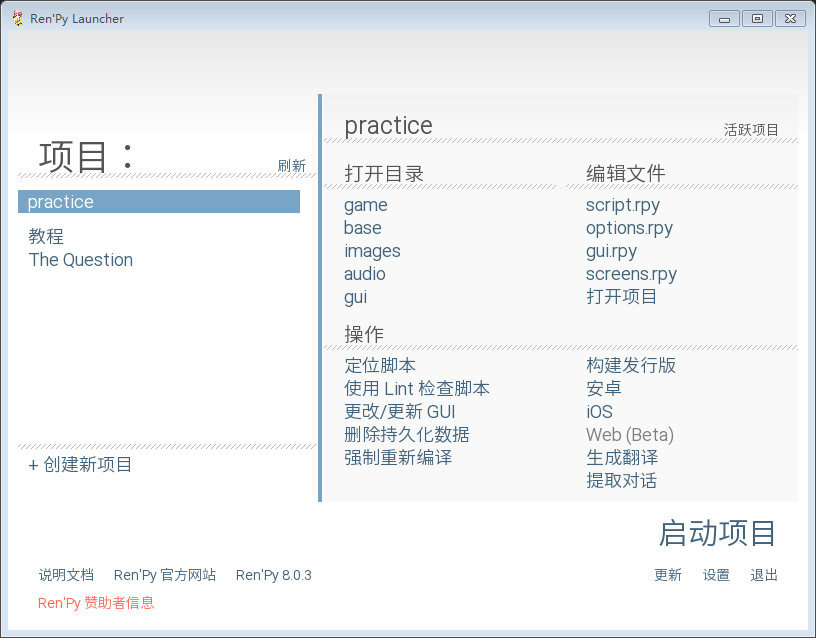 Ren'Py Launcher
项目：
刷新
practice
教程
The Question
+ 创建新项目
practice
活跃项目
打开目录
game
base
images
audio
gui
编辑文件
script.rpy
options.rpy
gui.rpy
screens.rpy
打开项目
操作
定位脚本
使用 Lint 检查脚本
更改/更新 GUI
删除持久化数据
强制重新编译
构建发行版
安卓
iOS
Web (Beta)
生成翻译
提取对话
启动项目
说明文档 Ren'Py 官方网站 Ren'Py 8.0.3
更新 设置 退出
Ren'Py 赞助者信息